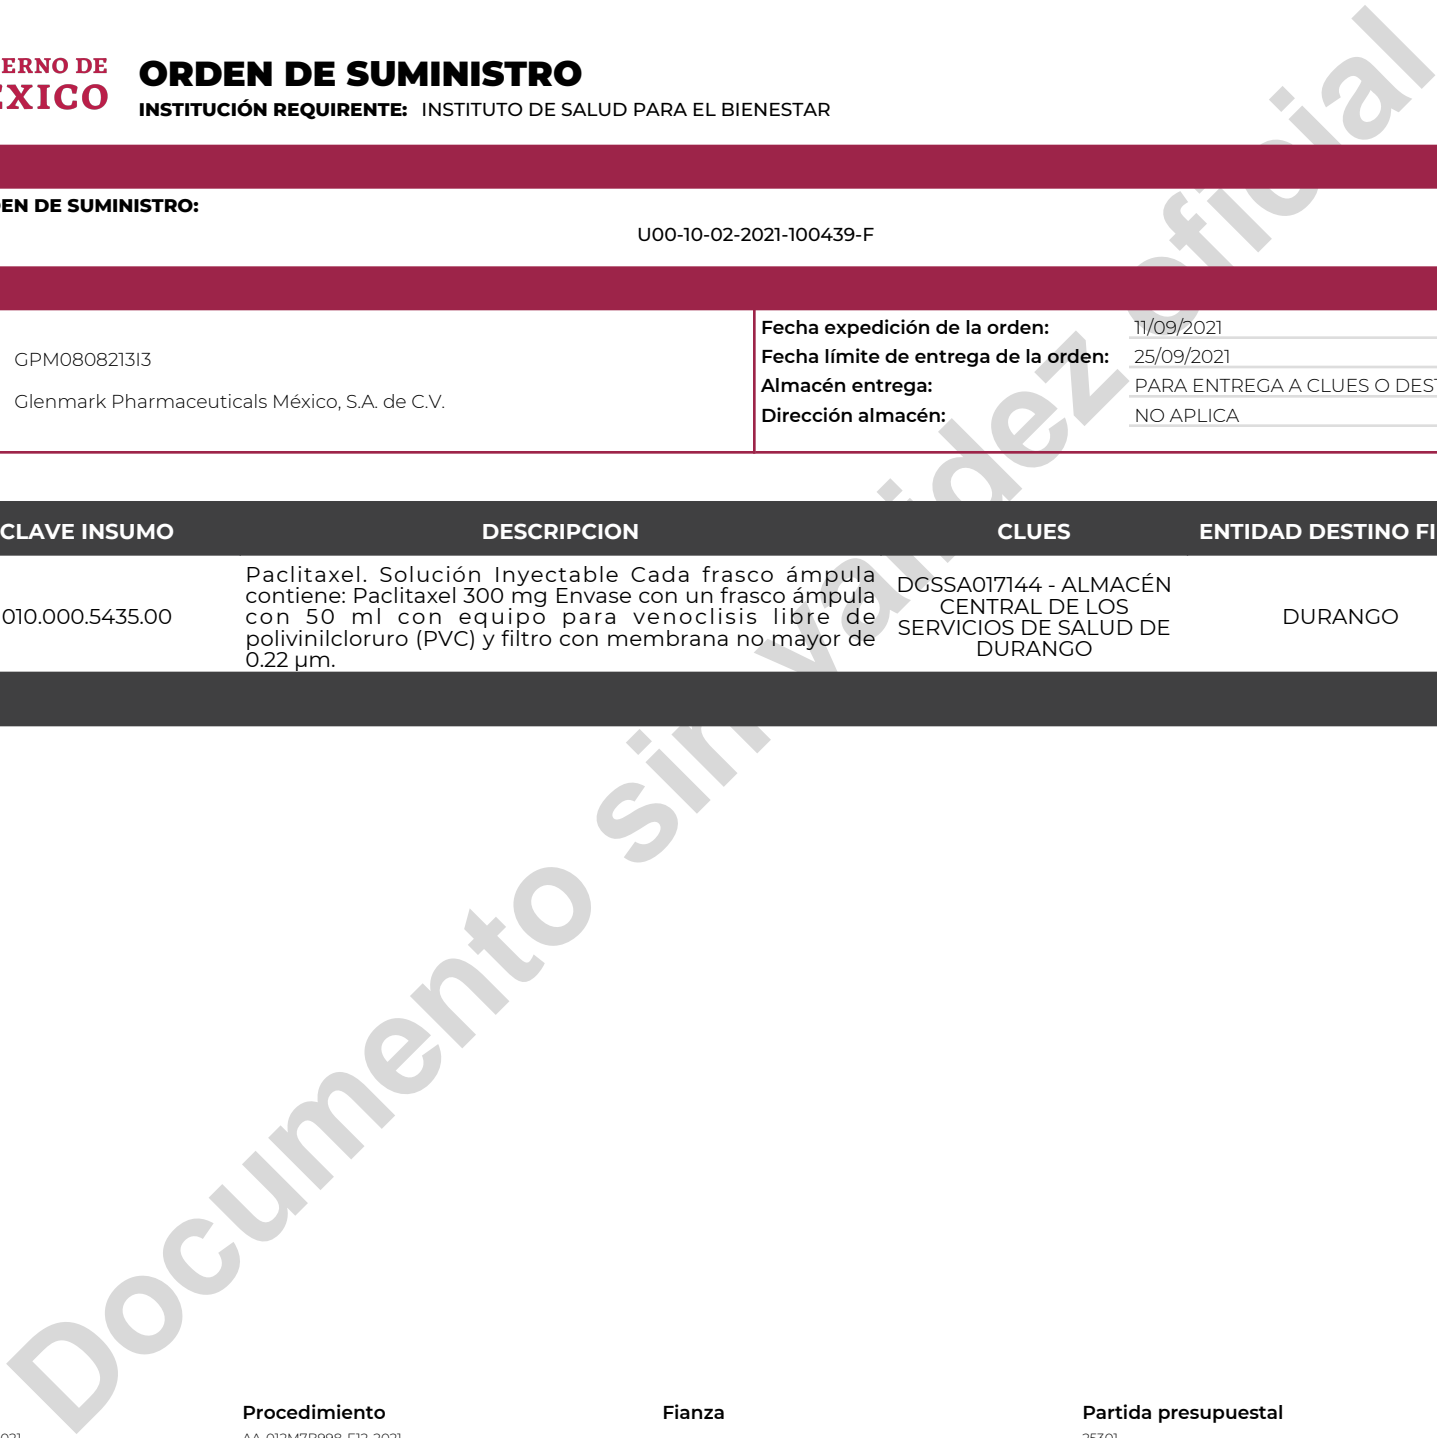 ERNO DE
ÉXICO
ORDEN DE SUMINISTRO
INSTITUCIÓN REQUIRENTE: INSTITUTO DE SALUD PARA EL BIENESTAR
EN DE SUMINISTRO:
U00-10-02-2021-100439-F
GPM0808213I3
Glenmark Pharmaceuticals México, S.A. de C.V.
Fecha expedición de la orden: 11/09/2021
Fecha límite de entrega de la orden: 25/09/2021
Almacén entrega: PARA ENTREGA A CLUES O DEST
Dirección almacén: NO APLICA
CLAVE INSUMO DESCRIPCION CLUES ENTIDAD DESTINO FI
010.000.5435.00
Paclitaxel. Solución Inyectable Cada frasco ámpula
contiene: Paclitaxel 300 mg Envase con un frasco ámpula
con 50 ml con equipo para venoclisis libre de
polivinilcloruro (PVC) y filtro con membrana no mayor de
0.22 µm.
DGSSA017144 - ALMACÉN
CENTRAL DE LOS
SERVICIOS DE SALUD DE
DURANGO
DURANGO
Documento sin validez oficial
Procedimiento Fianza Partida presupuestal